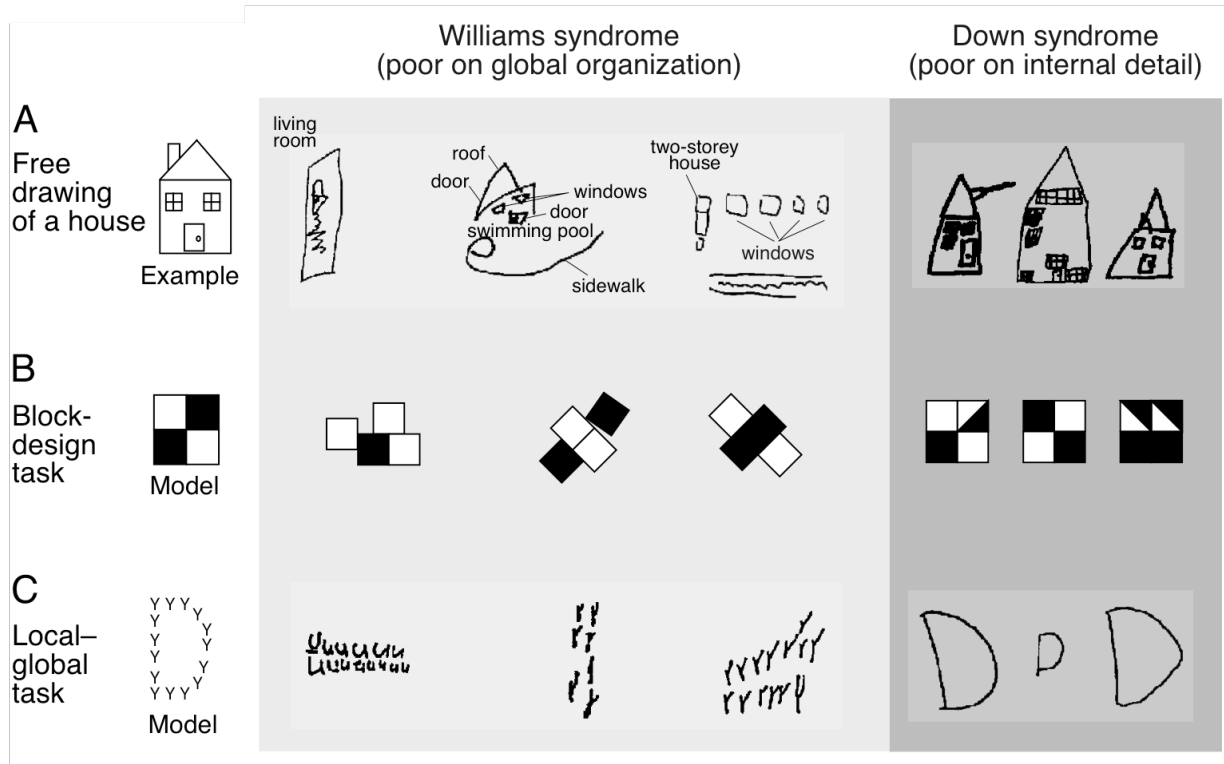 Williams syndrome
(poor on global organization)
Down syndrome
(poor on internal detail)
A
Free
drawing
of a house
Example
living
room
roof
door
windows
door
swimming pool
sidewalk
two-storey
house
windows
B
Block-
design
task
Model
C
Local–
global
task
Y Y Y
Y Y
Y Y
Y Y
Y Y
Y Y
Y Y Y
Model